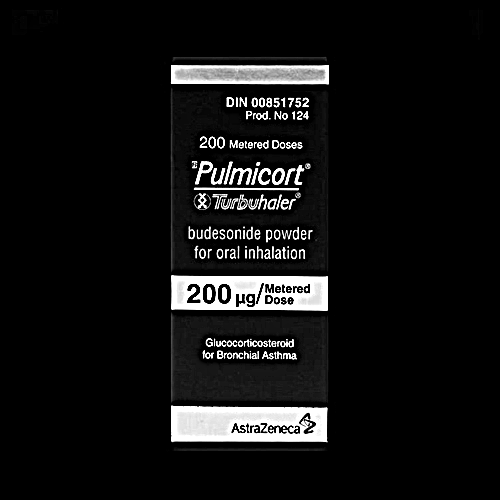 DIN 00851752
Prod. No 124
200 Metered Doses
Pulmicort®
Turbuhaler®
budesonide powder
for oral inhalation
200 µg/Metered Dose
Glucocorticosteroid
for Bronchial Asthma
AstraZeneca